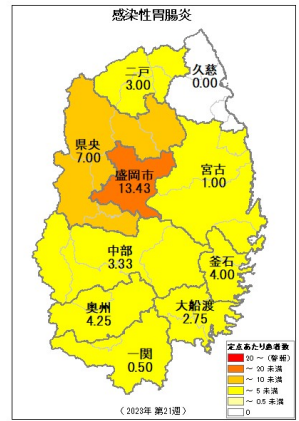 感染性胃腸炎
二戸
3.00
久慈
0.00
県央
7.00
盛岡市
13.43
宮古
1.00
中部
3.33
釜石
4.00
奥州
4.25
大船渡
2.75
一関
0.50
定点あたり患者数
20 ～ (警報)
～ 20 未満
～ 10 未満
～ 5 未満
～ 0.5 未満
0
(2023年 第21週)